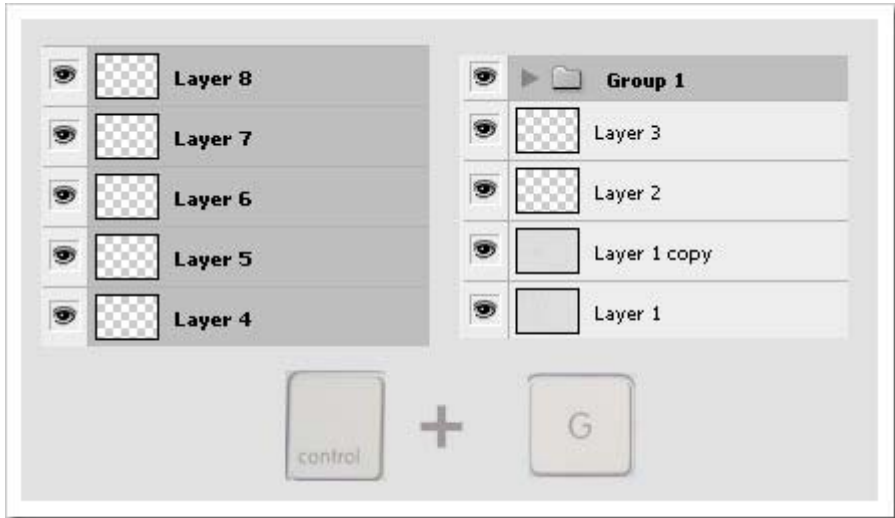 Layer 8
Layer 7
Layer 6
Layer 5
Layer 4
Group 1
Layer 3
Layer 2
Layer 1 copy
Layer 1
control
+
G